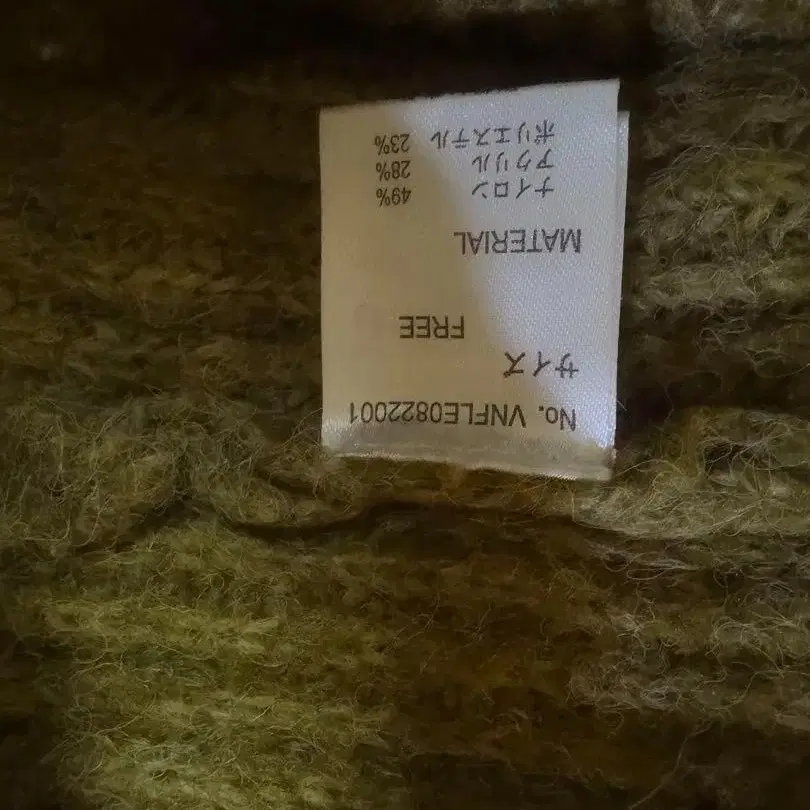 No. VNFLE0822001
サイズ
FREE
MATERIAL
ナイロン 49%
アクリル 28%
ポリエステル 23%